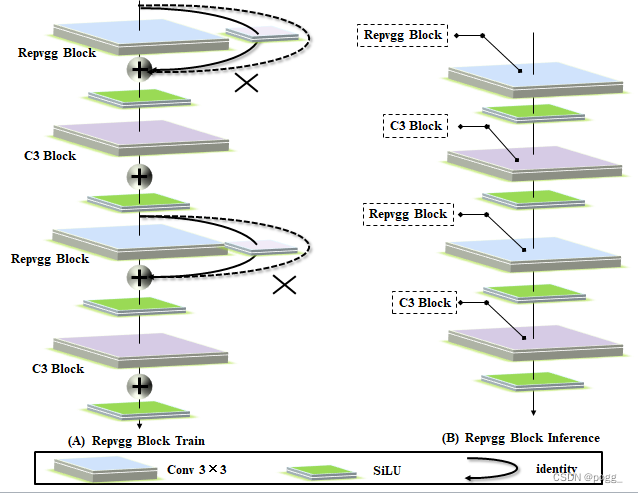 Repvgg Block
C3 Block
Repvgg Block
C3 Block
(A) Repvgg Block Train
Repvgg Block
C3 Block
Repvgg Block
C3 Block
(B) Repvgg Block Inference
Conv 3×3
SiLU
identity
CSDN @pogg_